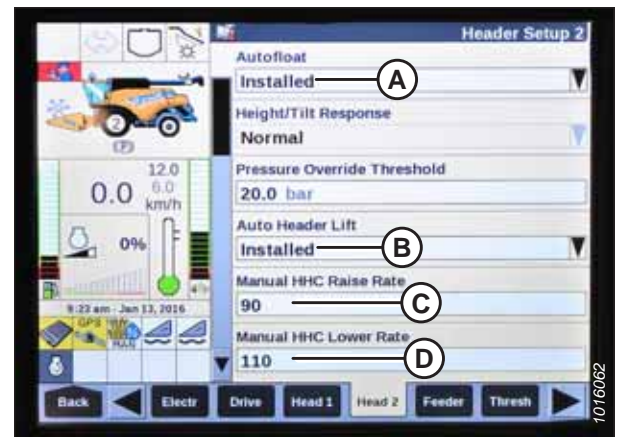 Header Setup 2
Autofloat
Installed
A
Height/Tilt Response
Normal
Pressure Override Threshold
20.0 bar
Auto Header Lift
Installed
B
Manual HHC Raise Rate
90
C
Manual HHC Lower Rate
110
D
2
(P)
12.0
0.0 6.0
km/h
0%
9:23 am - Jan 13, 2016
GPS
Back
Electr
Drive
Head 1
Head 2
Feeder
Thresh
1016062